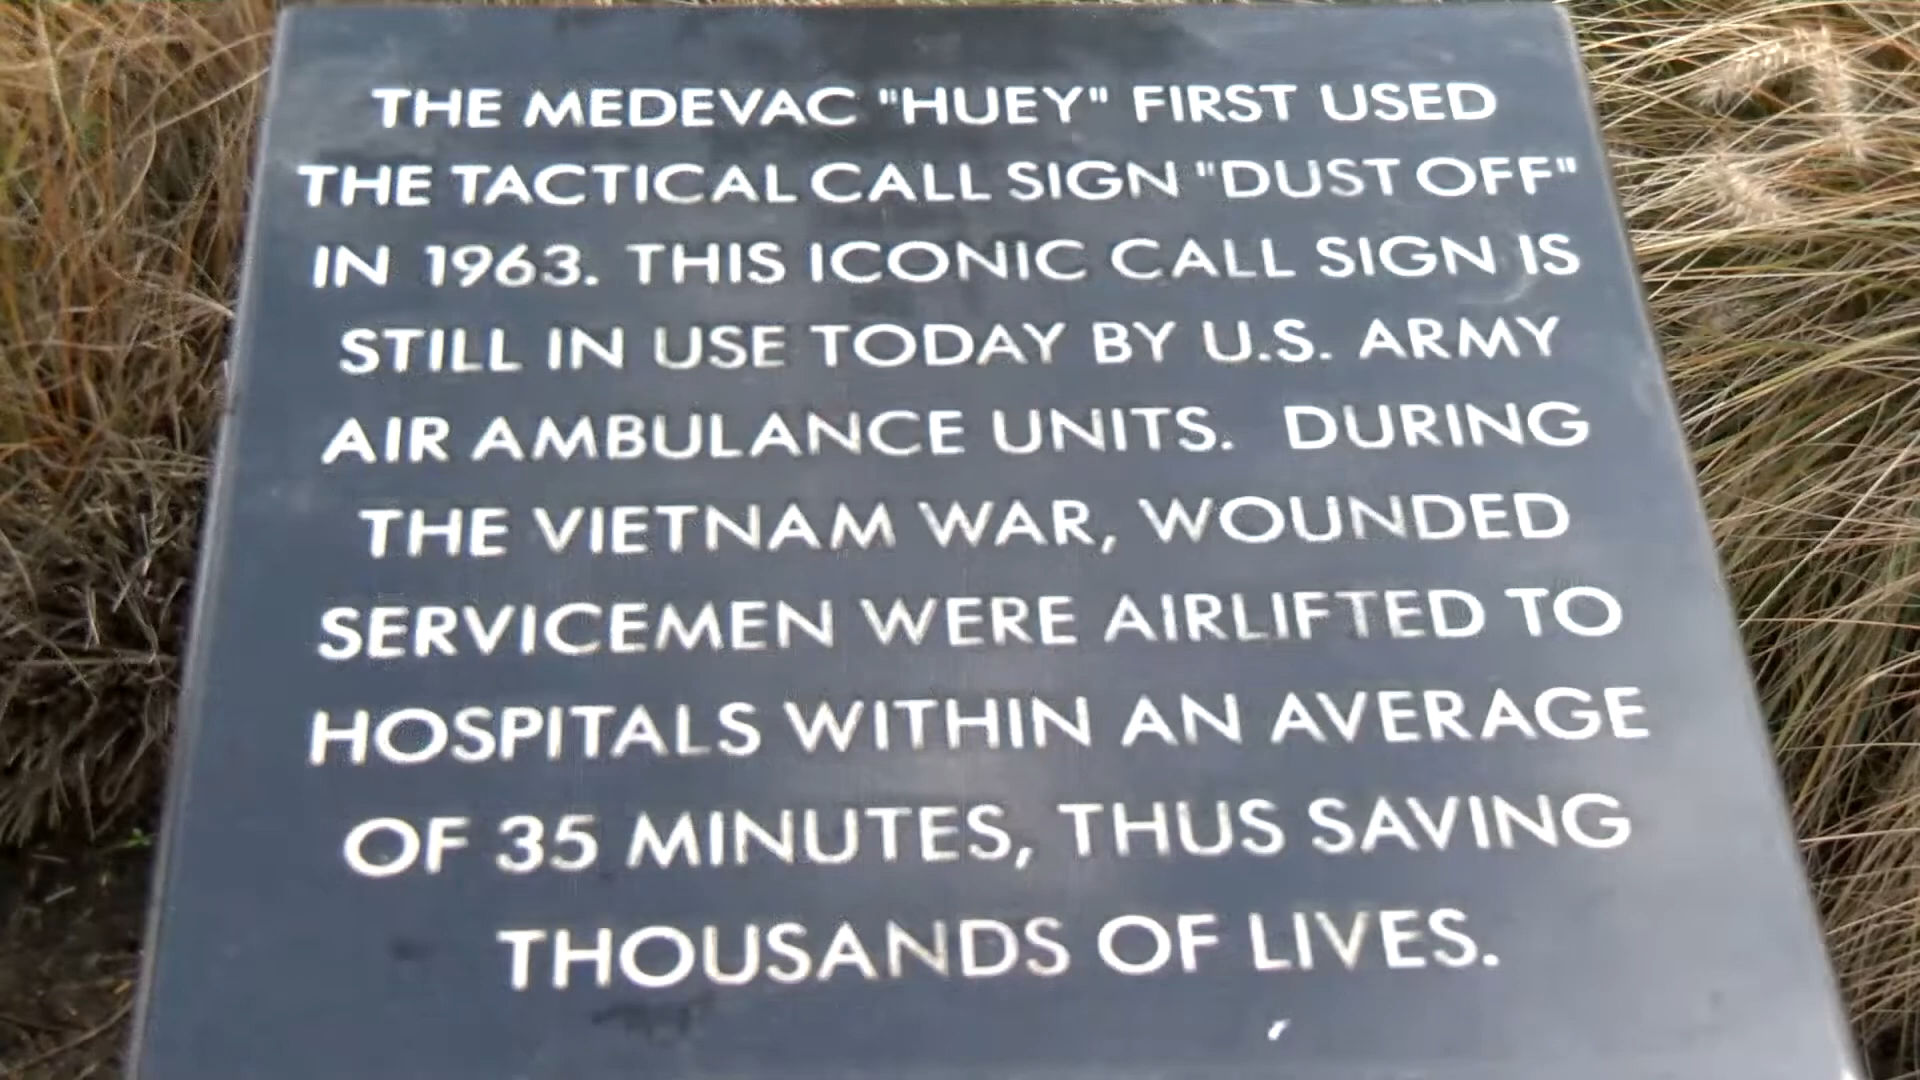 THE MEDEVAC "HUEY" FIRST USED
THE TACTICAL CALL SIGN "DUST OFF"
IN 1963. THIS ICONIC CALL SIGN IS
STILL IN USE TODAY BY U.S. ARMY
AIR AMBULANCE UNITS. DURING
THE VIETNAM WAR, WOUNDED
SERVICEMEN WERE AIRLIFTED TO
HOSPITALS WITHIN AN AVERAGE
OF 35 MINUTES, THUS SAVING
THOUSANDS OF LIVES.